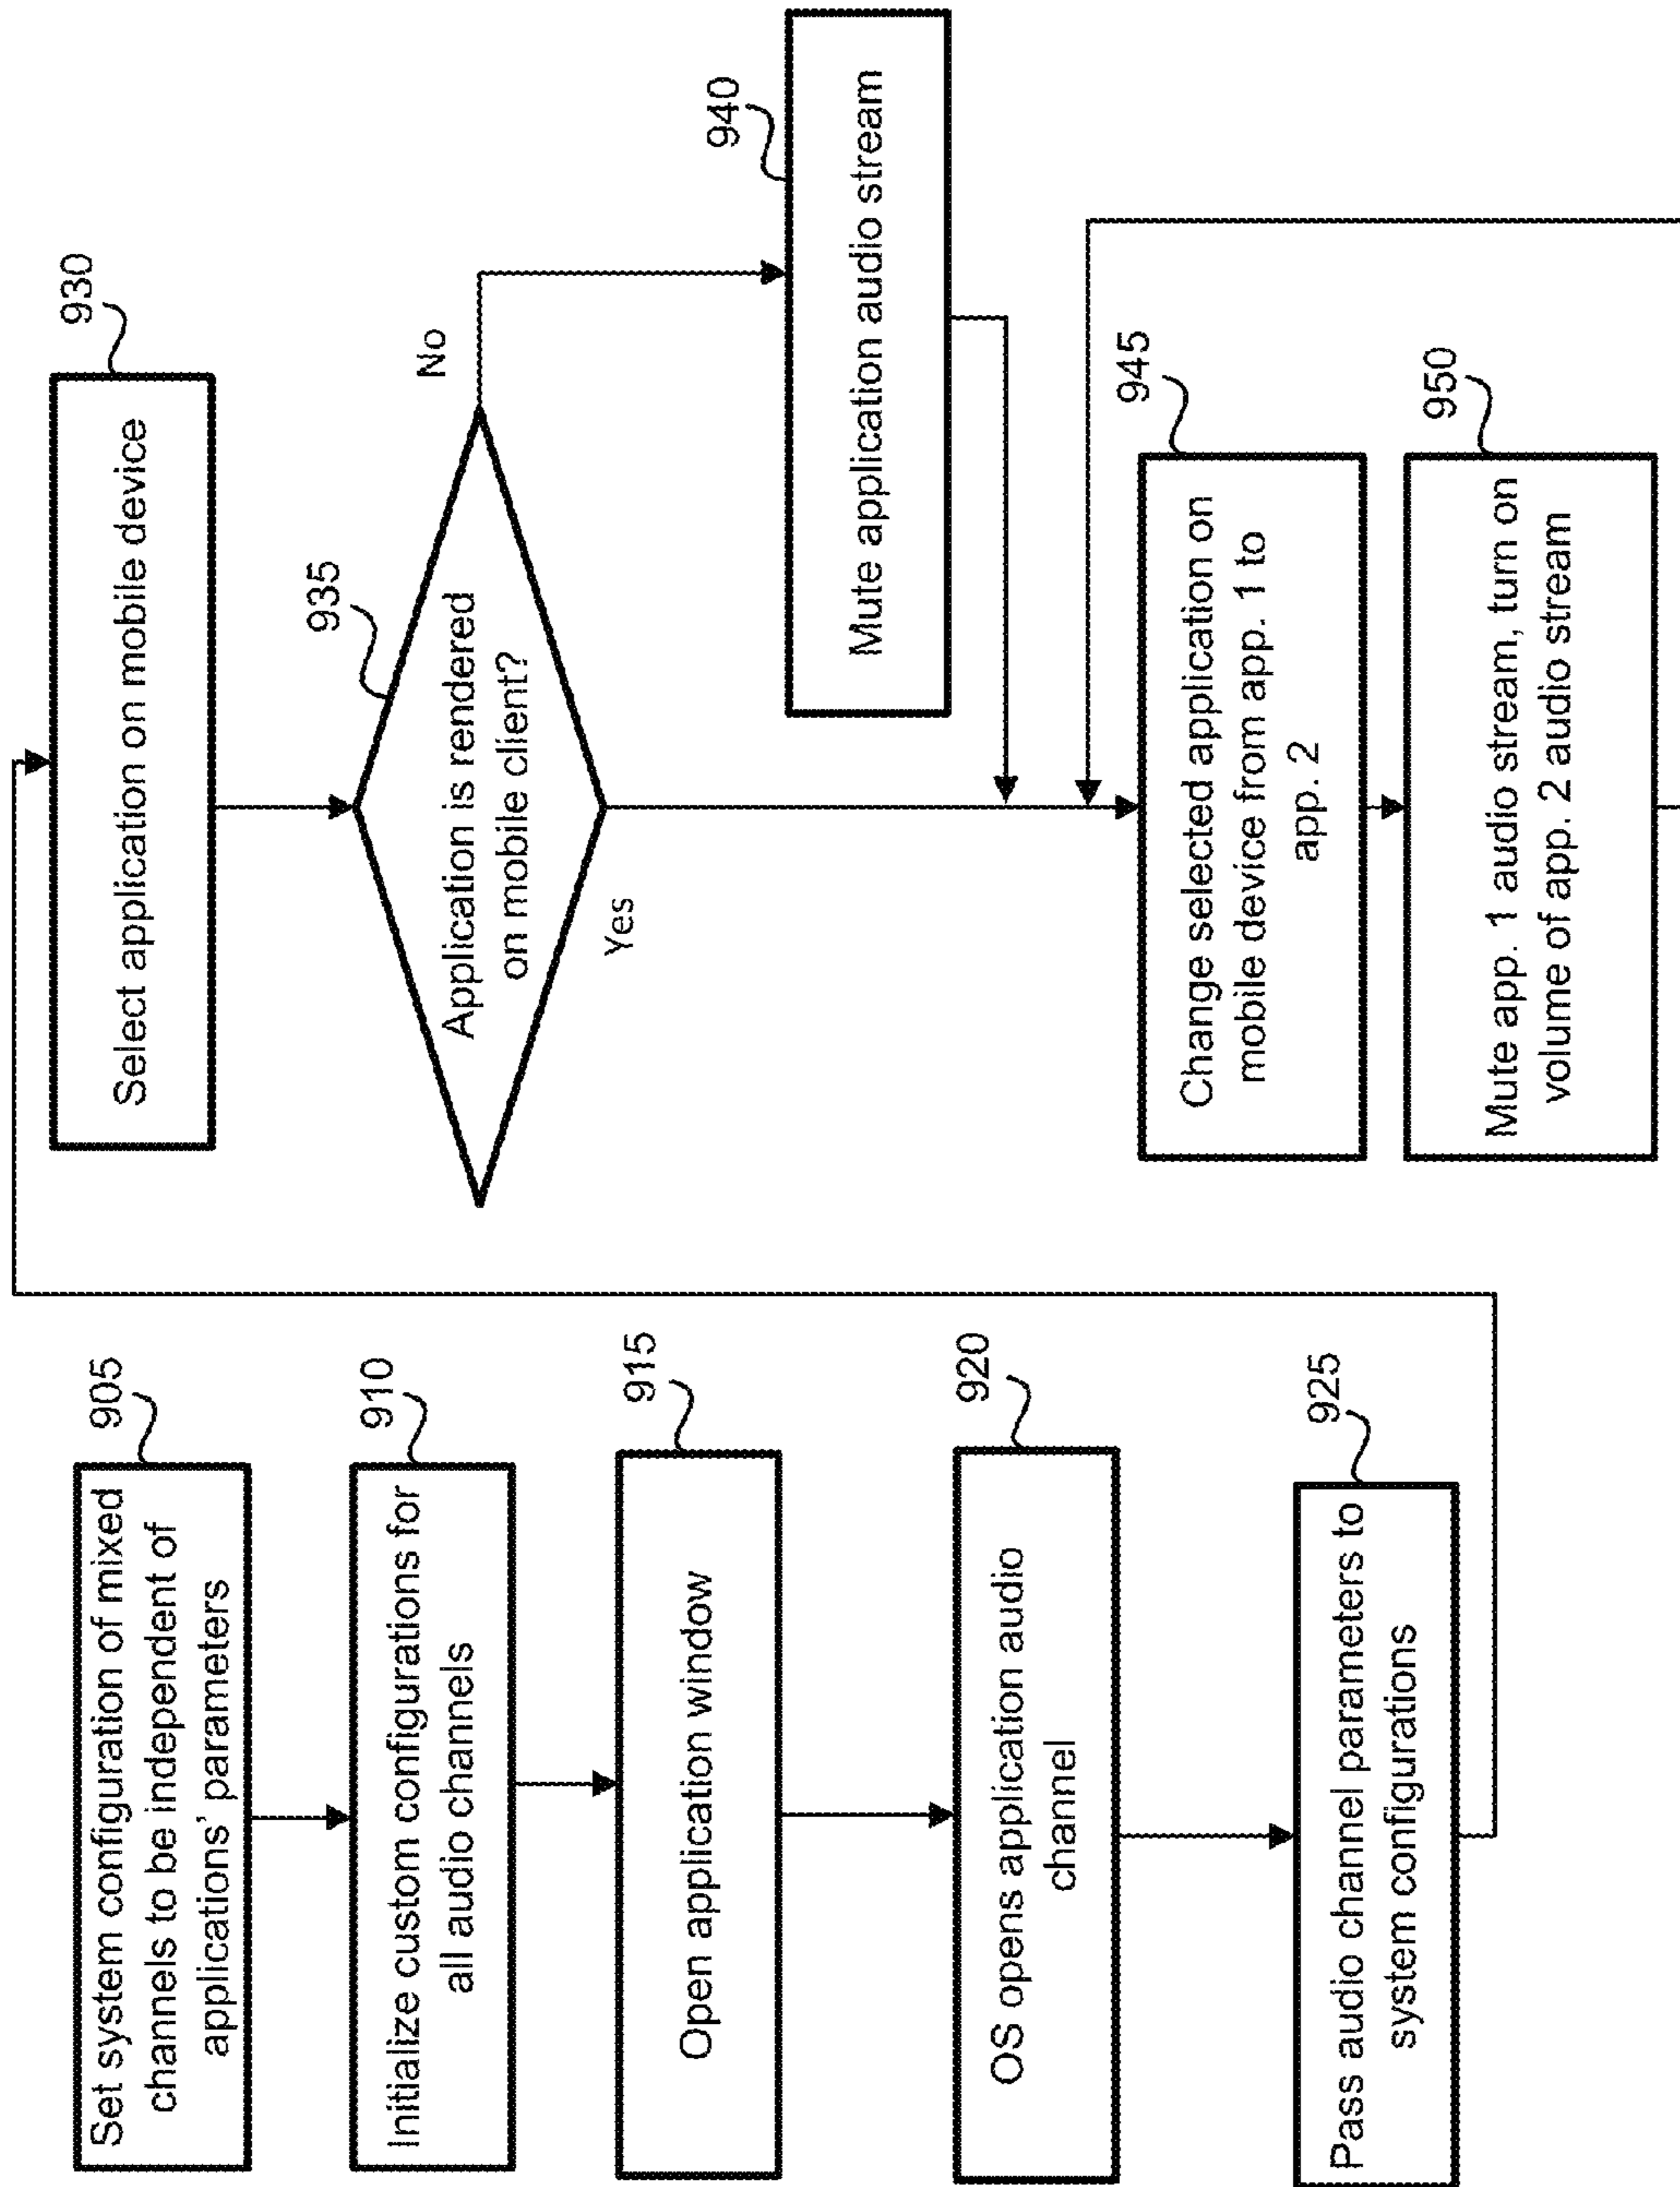 Set system configuration of mixed
channels to be independent of
applications' parameters
905
Initialize custom configurations for
all audio channels
910
Open application window
915
OS opens application audio
channel
920
Pass audio channel parameters to
system configurations
925
Select application on mobile device
930
Application is rendered
on mobile client?
935
No
Yes
Mute application audio stream
940
Change selected application on
mobile device from app. 1 to
app. 2
945
Mute app. 1 audio stream, turn on
volume of app. 2 audio stream
950